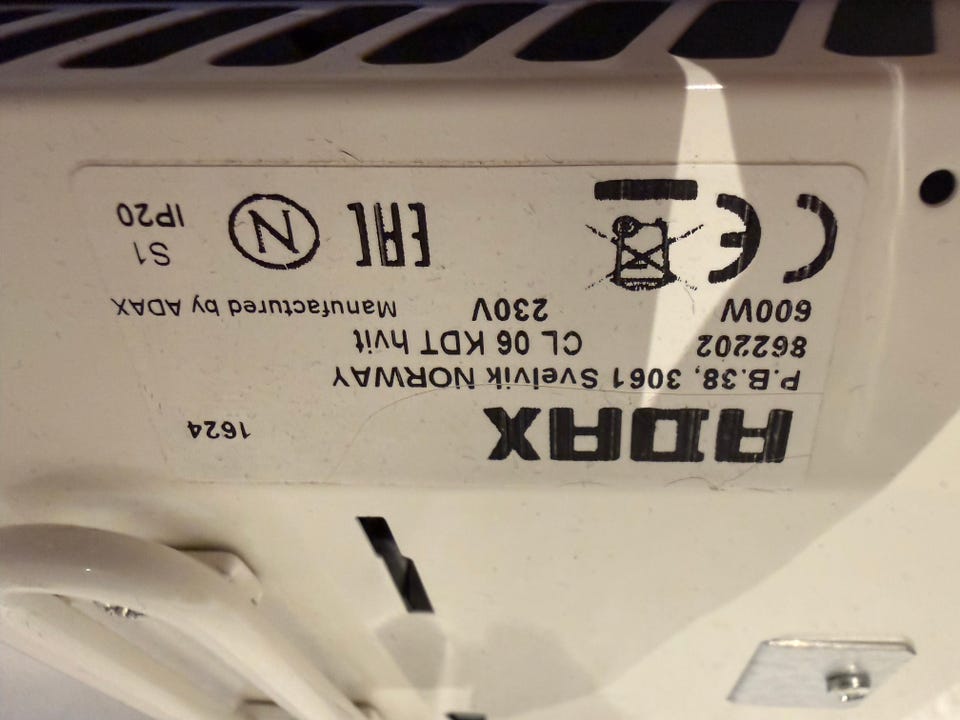 ADAX 1624
P.B.38, 3061 Svelvik NORWAY
862202 CL 06 KDT hvit
600W 230V Manufactured by ADAX
CE EAC N S1
IP20